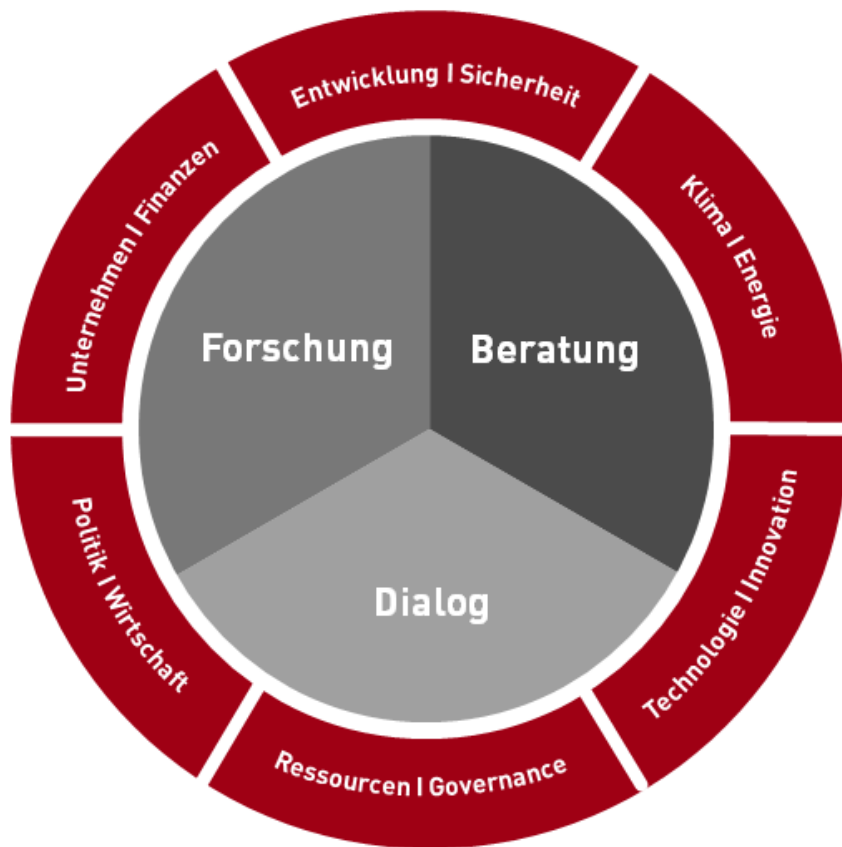 Entwicklung | Sicherheit
Klima | Energie
Technologie | Innovation
Ressourcen | Governance
Politik | Wirtschaft
Unternehmen | Finanzen
Forschung
Beratung
Dialog